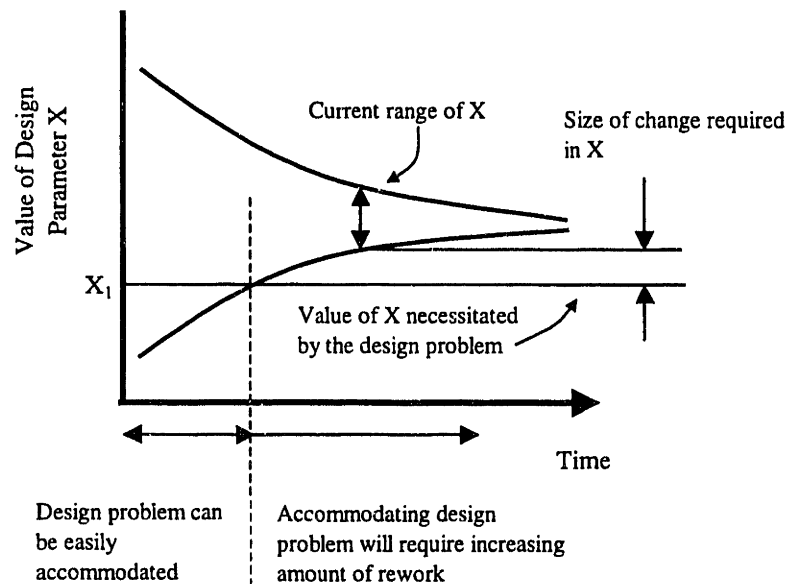 Value of Design
Parameter X
Current range of X
Size of change required
in X
X₁
Value of X necessitated
by the design problem
Time
Design problem can
be easily
accommodated
Accommodating design
problem will require increasing
amount of rework